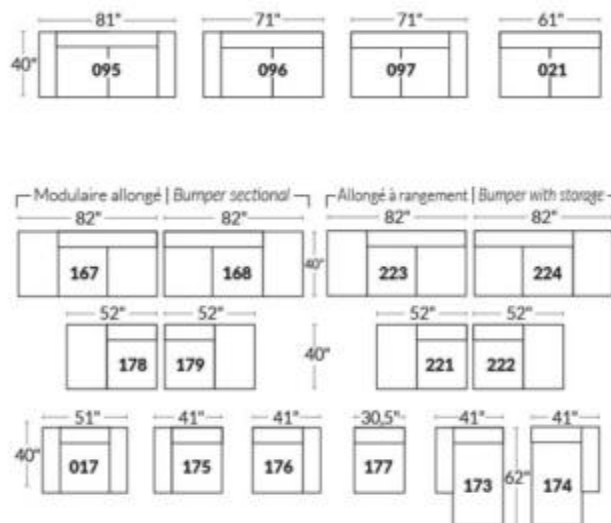 81" 71" 71" 61"
40" 095 096 097 021
Modulaire allongé | Bumper sectional Allongé à rangement | Bumper with storage
82" 82" 82" 82"
167 168 40" 223 224
52" 52" 52" 52"
178 179 40" 221 222
51" 41" 41" 30,5" 41" 41"
40" 017 175 176 177 173 62" 174